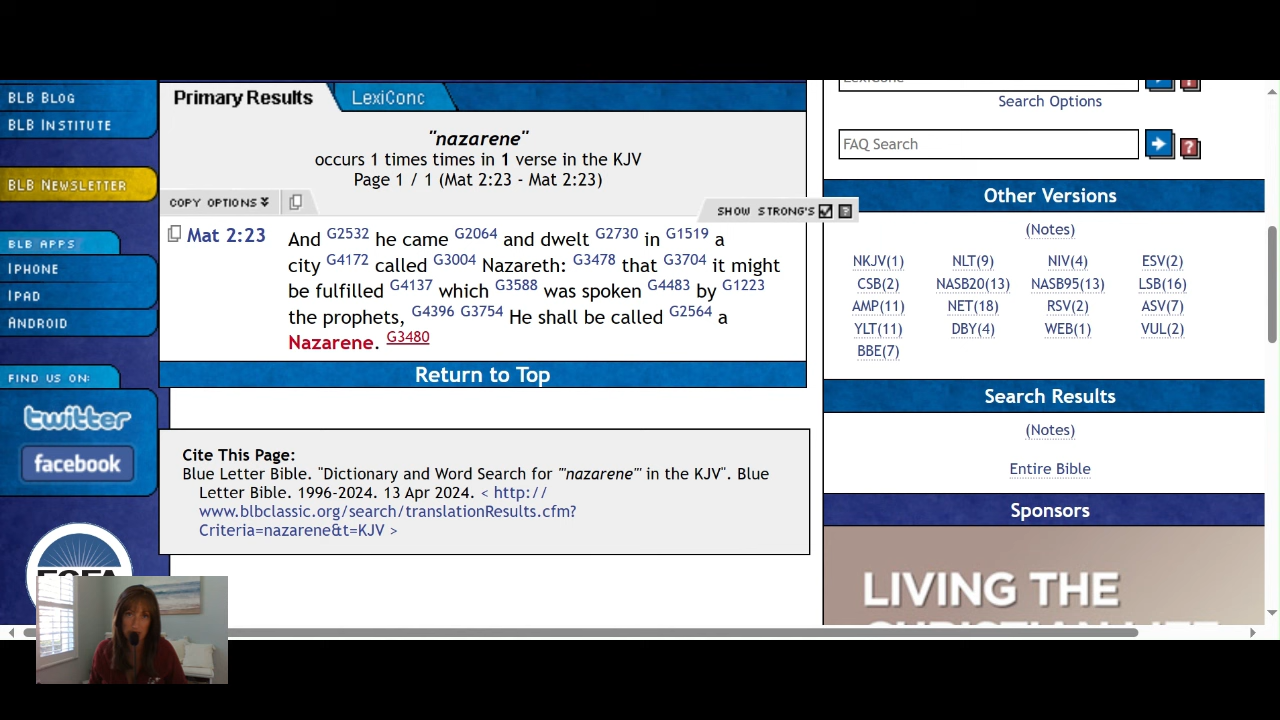 BLB BLOG
BLB INSTITUTE
BLB NEWSLETTER
BLB APPS
IPHONE
IPAD
ANDROID
FIND US ON:
twitter
facebook
Primary Results
LexiConc
"nazarene"
occurs 1 times times in 1 verse in the KJV
Page 1 / 1 (Mat 2:23 - Mat 2:23)
COPY OPTIONS
SHOW STRONG'S
?
Mat 2:23
And G2532 he came G2064 and dwelt G2730 in G1519 a
city G4172 called G3004 Nazareth: G3478 that G3704 it might
be fulfilled G4137 which G3588 was spoken G4483 by G1223
the prophets, G4396 G3754 He shall be called G2564 a
Nazarene. G3480
Return to Top
Cite This Page:
Blue Letter Bible. "Dictionary and Word Search for "nazarene"' in the KJV". Blue
Letter Bible. 1996-2024. 13 Apr 2024. < http://
www.blbclassic.org/search/translationResults.cfm?
Criteria=nazarene&t=KJV >
LexiConc
Search Options
FAQ Search
?
Other Versions
(Notes)
NKJV(1) NLT(9) NIV(4) ESV(2)
CSB(2) NASB20(13) NASB95(13) LSB(16)
AMP(11) NET(18) RSV(2) ASV(7)
YLT(11) DBY(4) WEB(1) VUL(2)
BBE(7)
Search Results
(Notes)
Entire Bible
Sponsors
LIVING THE